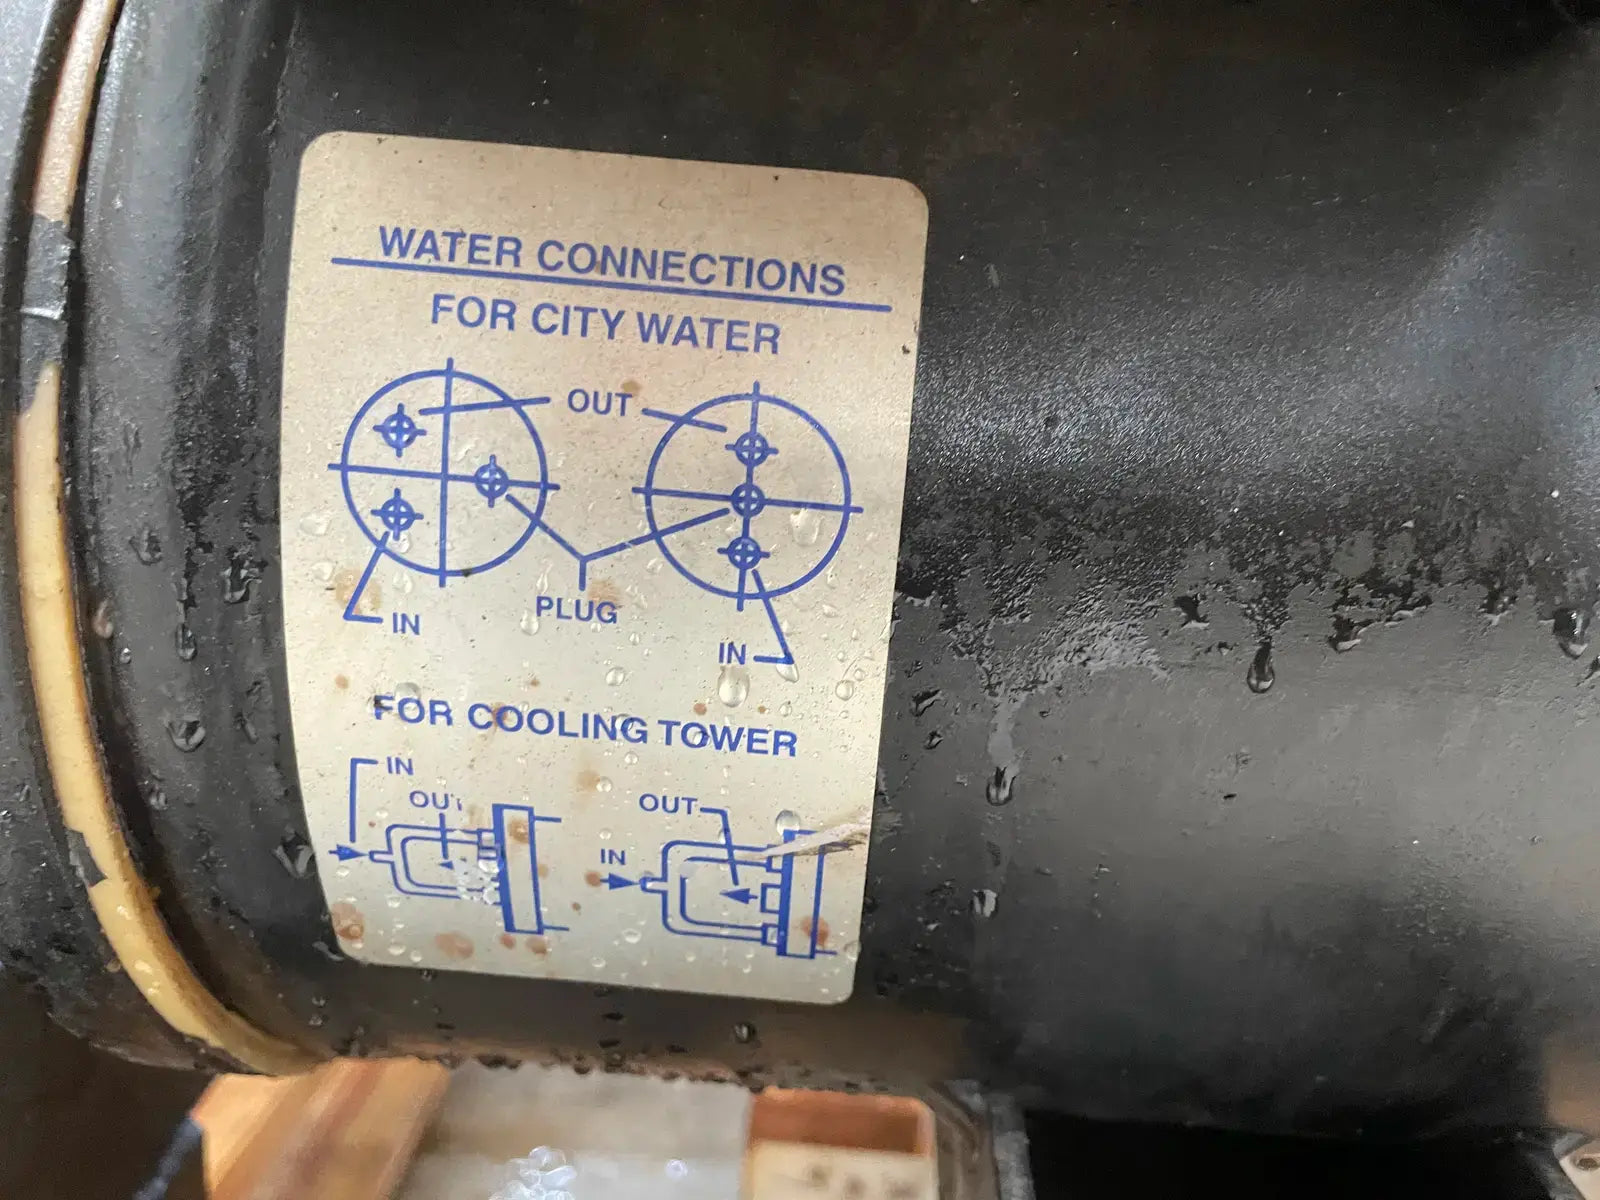 WATER CONNECTIONS
FOR CITY WATER
OUT
PLUG
IN
IN
FOR COOLING TOWER
IN
OUT
OUT
IN